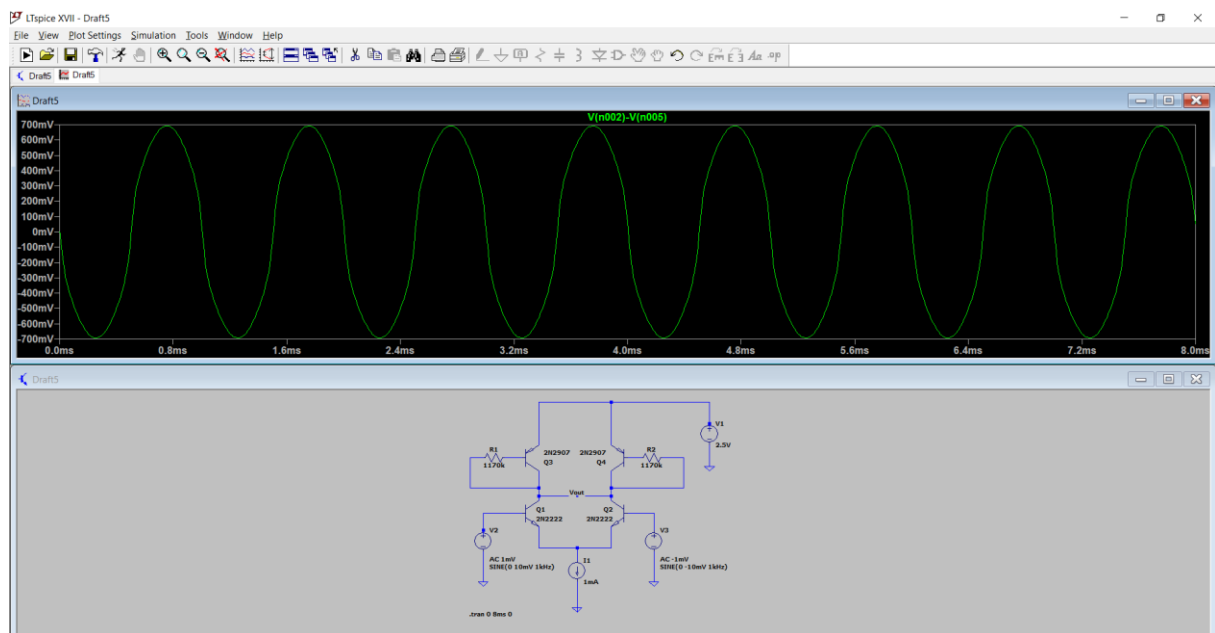 LTspice XVII - Draft5
File View Plot Settings Simulation Tools Window Help
Draft5 Draft5
Draft5
V(n002)-V(n005)
700mV
600mV
500mV
400mV
300mV
200mV
100mV
0mV
-100mV
-200mV
-300mV
-400mV
-500mV
-600mV
-700mV
0.0ms 0.8ms 1.6ms 2.4ms 3.2ms 4.0ms 4.8ms 5.6ms 6.4ms 7.2ms 8.0ms
Draft5
V1
2.5V
R1 2N2907 2N2907 R2
1170k Q3 Q4 1170k
Vout
Q1 Q2
2N2222 2N2222
V2 V3
AC 1mV I1 AC -1mV
SINE(0 10mV 1kHz) SINE(0 -10mV 1kHz)
1mA
.tran 0 8ms 0